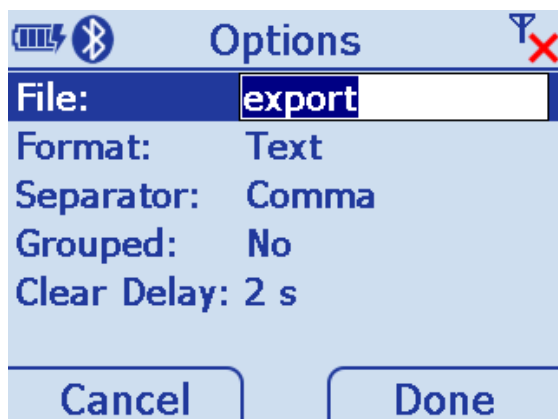 Options
File: export
Format: Text
Separator: Comma
Grouped: No
Clear Delay: 2 s
Cancel Done